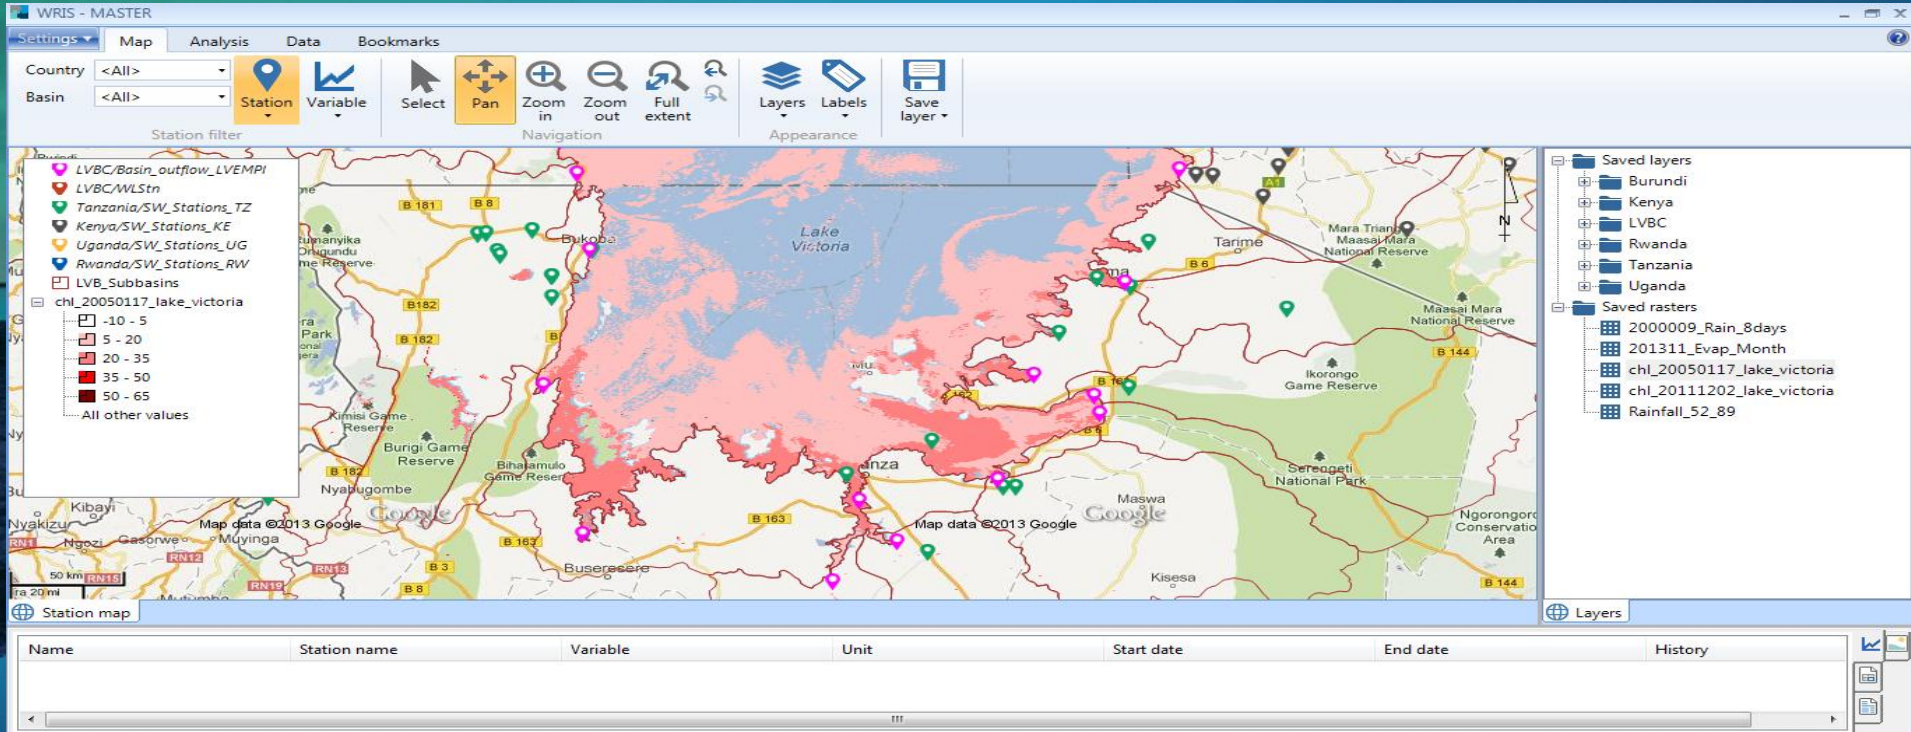 WRIS - MASTER
Settings
Map
Analysis
Data
Bookmarks
Country
<All>
Basin
<All>
Station
Variable
Select
Pan
Zoom in
Zoom out
Full extent
Layers
Labels
Save layer
Station filter
Navigation
Appearance
LVBC/Basin_outflow_LVEMPI
LVBC/WLStn
Tanzania/SW_Stations_TZ
Kenya/SW_Stations_KE
Uganda/SW_Stations_UG
Rwanda/SW_Stations_RW
LVB_Subbasins
chl_20050117_lake_victoria
-10 - 5
5 - 20
20 - 35
35 - 50
50 - 65
All other values
B 181
B 8
Bukoba
Lake
Victoria
A1
N
Mara Triang
Maasai Mara
National Reserve
Tarime
B 6
B182
B 182
Maasai Mara
National Reserve
B 144
Ikorongo
Game Reserve
Kimisi Game
Reserve
Burigi Game
Reserve
B 182
Biharamulo
Game Reser
Nyabugombe
anza
Serengeti
National Park
Maswa
Kibayi
Nyakizu
Ngozi
Gasorwe
Muyinga
Google
Map data ©2013 Google
B 163
Map data ©2013 Google
Google
Ngorongoro
Conservatio
Area
RN1
RN12
RN13
RN15
RN19
50 km
20 mi
B 163
B 3
B 8
Buseresere
Kisesa
B 144
Station map
Saved layers
Burundi
Kenya
LVBC
Rwanda
Tanzania
Uganda
Saved rasters
2000009_Rain_8days
201311_Evap_Month
chl_20050117_lake_victoria
chl_20111202_lake_victoria
Rainfall_52_89
Layers
Name
Station name
Variable
Unit
Start date
End date
History